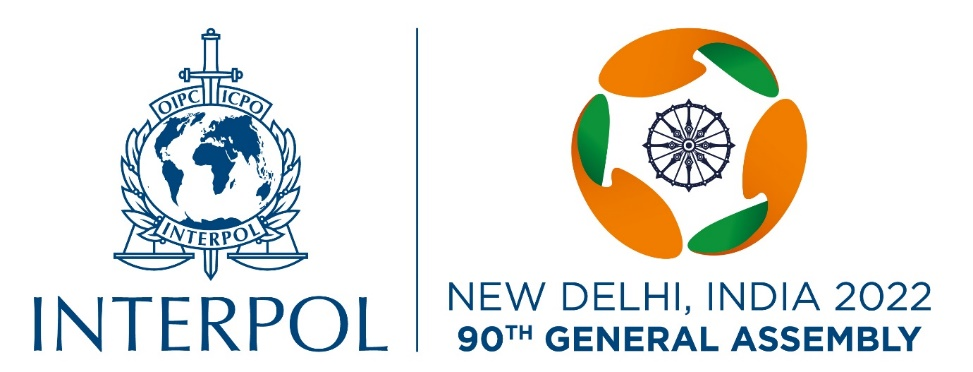 OIPC ICPO
INTERPOL
INTERPOL
NEW DELHI, INDIA 2022
90TH GENERAL ASSEMBLY